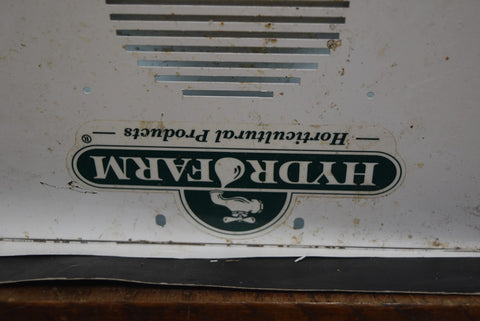 HYDROFARM®
— Horticultural Products —